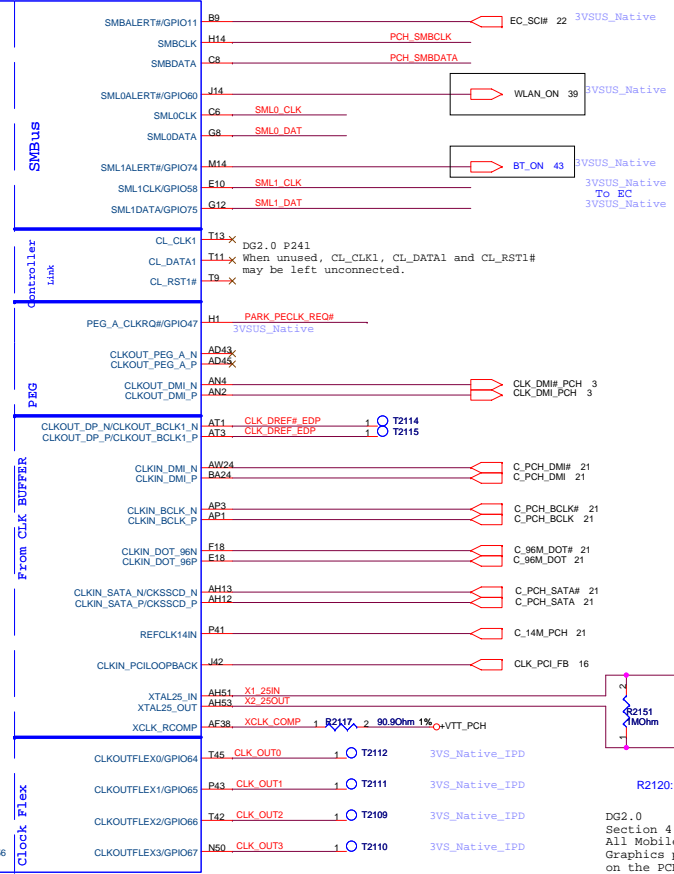 SMBus
SMBALERT#/GPIO11 B9 EC_SCI# 22 3VSUS_Native
SMBCLK H14 PCH_SMBCLK
SMBDATA C8 PCH_SMBDATA
SML0ALERT#/GPIO60 J14 WLAN_ON 39 3VSUS_Native
SML0CLK C6 SML0_CLK
SML0DATA G8 SML0_DAT
SML1ALERT#/GPIO74 M14 BT_ON 43 3VSUS_Native
SML1CLK/GPIO58 E10 SML1_CLK 3VSUS_Native
To EC
SML1DATA/GPIO75 G12 SML1_DAT 3VSUS_Native
Controller
Link
CL_CLK1 T13
DG2.0 P241
CL_DATA1 T11 When unused, CL_CLK1, CL_DATA1 and CL_RST1#
may be left unconnected.
CL_RST1# T9
PEG
PEG_A_CLKRQ#/GPIO47 H1 PARK_PECLK_REQ#
3VSUS_Native
CLKOUT_PEG_A_N AD43
CLKOUT_PEG_A_P AD45
CLKOUT_DMI_N AN4 CLK_DMI#_PCH 3
CLKOUT_DMI_P AN2 CLK_DMI_PCH 3
From CLK BUFFER
CLKOUT_DP_N/CLKOUT_BCLK1_N AT1 CLK_DREF#_EDP 1 T2114
CLKOUT_DP_P/CLKOUT_BCLK1_P AT3 CLK_DREF_EDP 1 T2115
CLKIN_DMI_N AW24 C_PCH_DMI# 21
CLKIN_DMI_P BA24 C_PCH_DMI 21
CLKIN_BCLK_N AP3 C_PCH_BCLK# 21
CLKIN_BCLK_P AP1 C_PCH_BCLK 21
CLKIN_DOT_96N F18 C_96M_DOT# 21
CLKIN_DOT_96P E18 C_96M_DOT 21
CLKIN_SATA_N/CKSSCD_N AH13 C_PCH_SATA# 21
CLKIN_SATA_P/CKSSCD_P AH12 C_PCH_SATA 21
REFCLK14IN P41 C_14M_PCH 21
CLKIN_PCILOOPBACK J42 CLK_PCI_FB 16
XTAL25_IN AH51 X1_25IN
XTAL25_OUT AH53 X2_25OUT
2
R2151
1MOhm
1
XCLK_RCOMP AF38 XCLK_COMP 1 R2117 2 90.9Ohm 1% +VTT_PCH
Clock Flex
CLKOUTFLEX0/GPIO64 T45 CLK_OUT0 1 T2112 3VS_Native_IPD
CLKOUTFLEX1/GPIO65 P43 CLK_OUT1 1 T2111 3VS_Native_IPD
R2120:
CLKOUTFLEX2/GPIO66 T42 CLK_OUT2 1 T2109 3VS_Native_IPD
CLKOUTFLEX3/GPIO67 N50 CLK_OUT3 1 T2110 3VS_Native_IPD
DG2.0
Section 4
All Mobile
Graphics p
on the PCH